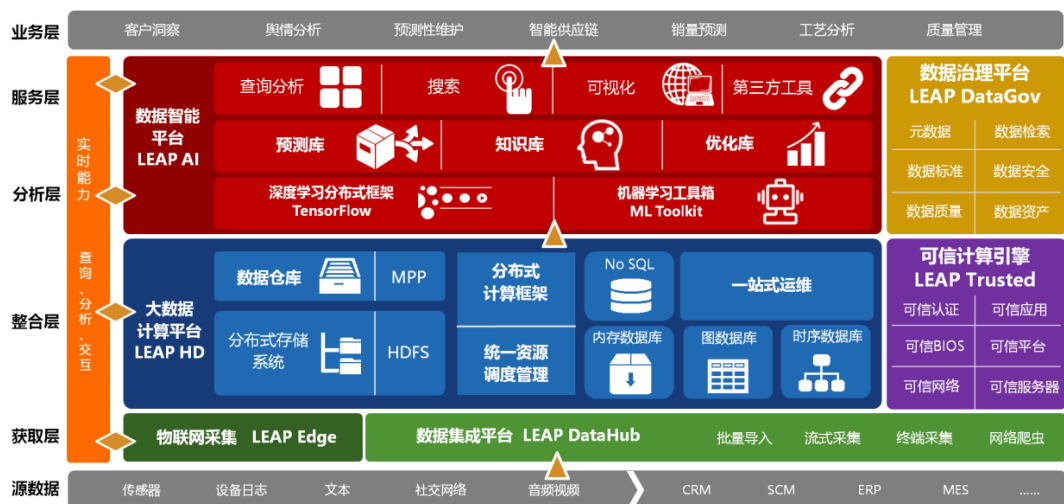 业务层
客户洞察 舆情分析 预测性维护 智能供应链 销量预测 工艺分析 质量管理
服务层
分析层
整合层
获取层
源数据
实时能力
查询、分析、交互
数据智能
平台
LEAP AI
查询分析 搜索 可视化 第三方工具
预测库 知识库 优化库
深度学习分布式框架
TensorFlow
机器学习工具箱
ML Toolkit
数据治理平台
LEAP DataGov
元数据 数据检索
数据标准 数据安全
数据质量 数据资产
大数据
计算平台
LEAP HD
数据仓库 MPP
分布式存储
系统
HDFS
分布式
计算框架
统一资源
调度管理
No SQL
一站式运维
内存数据库 图数据库 时序数据库
可信计算引擎
LEAP Trusted
可信认证 可信应用
可信BIOS 可信平台
可信网络 可信服务器
物联网采集 LEAP Edge
数据集成平台 LEAP DataHub 批量导入 流式采集 终端采集 网络爬虫
传感器 设备日志 文本 社交网络 音频视频 CRM SCM ERP MES ……